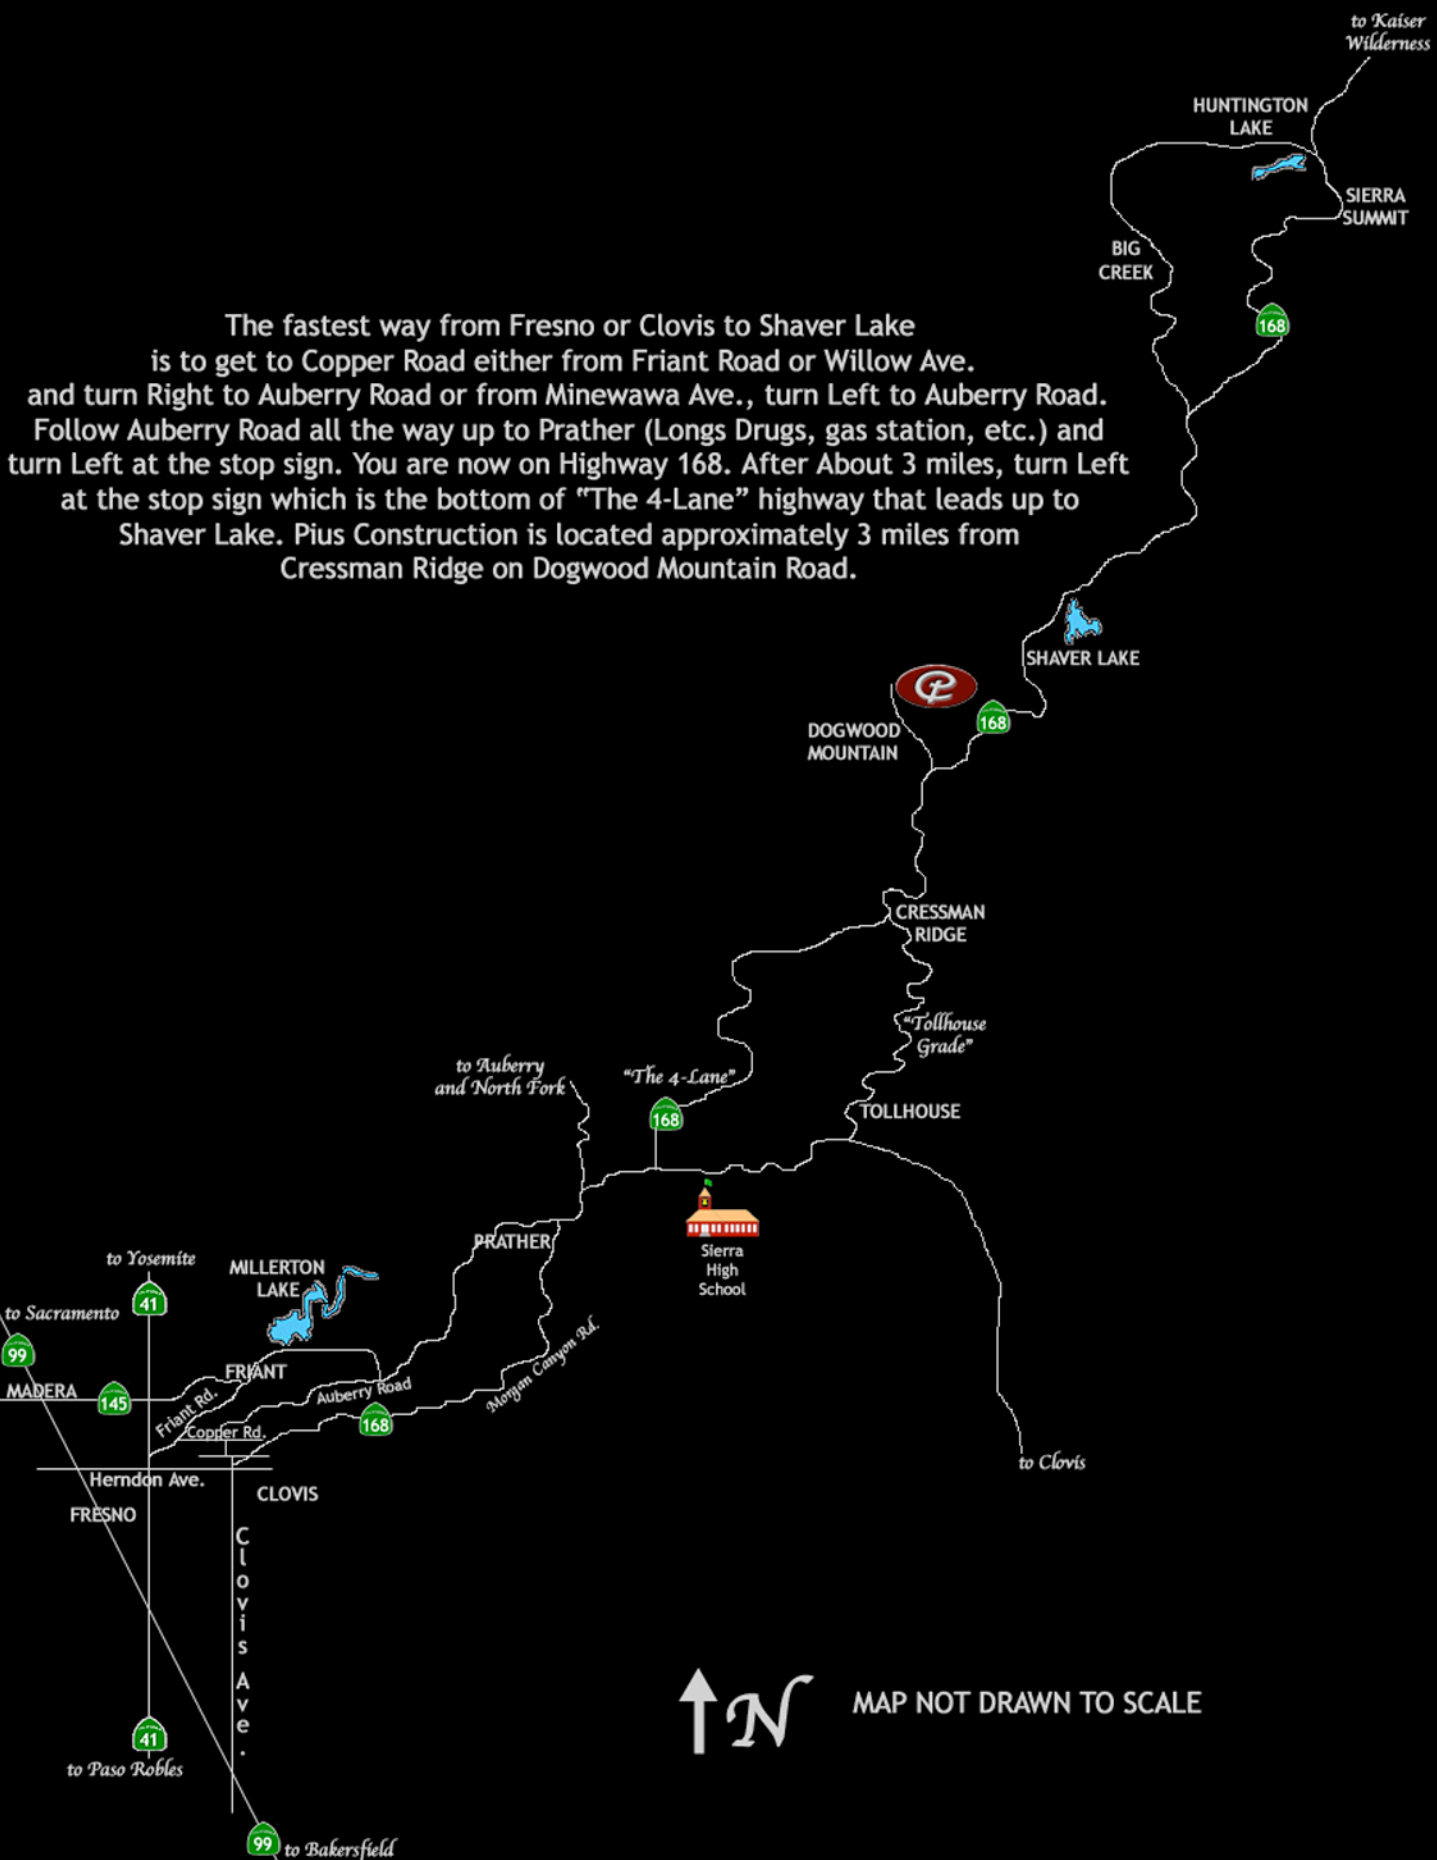 to Kaiser
Wilderness
HUNTINGTON
LAKE
SIERRA
SUMMIT
BIG
CREEK
168
The fastest way from Fresno or Clovis to Shaver Lake
is to get to Copper Road either from Friant Road or Willow Ave.
and turn Right to Auberry Road or from Minewawa Ave., turn Left to Auberry Road.
Follow Auberry Road all the way up to Prather (Longs Drugs, gas station, etc.) and
turn Left at the stop sign. You are now on Highway 168. After About 3 miles, turn Left
at the stop sign which is the bottom of “The 4-Lane” highway that leads up to
Shaver Lake. Pius Construction is located approximately 3 miles from
Cressman Ridge on Dogwood Mountain Road.
SHAVER LAKE
168
DOGWOOD
MOUNTAIN
CRESSMAN
RIDGE
“Tollhouse
Grade”
to Auberry
and North Fork
“The 4-Lane”
168
TOLLHOUSE
PRATHER
Sierra
High
School
to Yosemite
41
MILLERTON
LAKE
to Sacramento
99
MADERA
145
FRIANT
Friant Rd.
Auberry Road
Morgan Canyon Rd.
168
Copper Rd.
Herndon Ave.
FRESNO
CLOVIS
to Clovis
Clovis Ave.
N
MAP NOT DRAWN TO SCALE
41
to Paso Robles
99
to Bakersfield